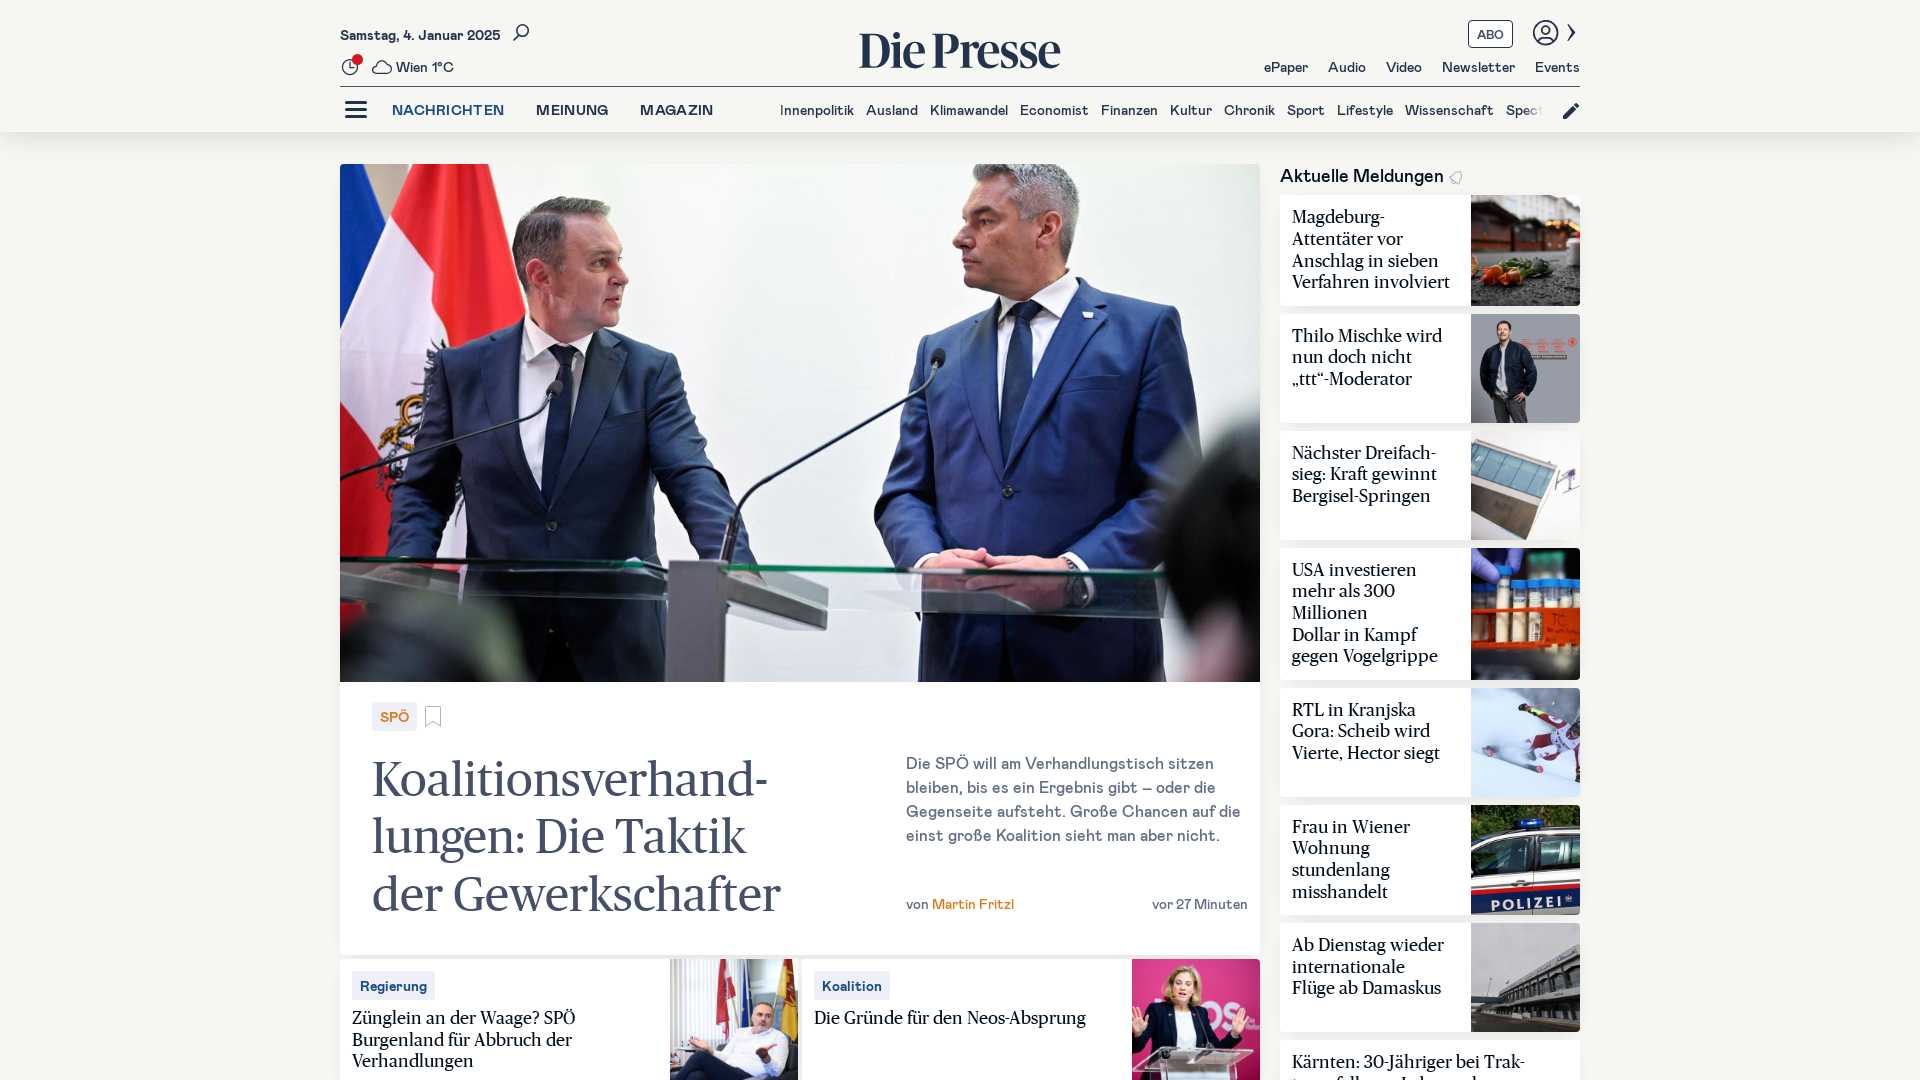 Samstag, 4. Januar 2025
Wien 1°C
Die Presse
ABO
ePaper Audio Video Newsletter Events
NACHRICHTEN MEINUNG MAGAZIN
Innenpolitik Ausland Klimawandel Economist Finanzen Kultur Chronik Sport Lifestyle Wissenschaft
SPÖ
Koalitionsverhand-
lungen: Die Taktik
der Gewerkschafter
Die SPÖ will am Verhandlungstisch sitzen
bleiben, bis es ein Ergebnis gibt – oder die
Gegenseite aufsteht. Große Chancen auf die
einst große Koalition sieht man aber nicht.
von Martin Fritzl
vor 27 Minuten
Regierung
Zünglein an der Waage? SPÖ
Burgenland für Abbruch der
Verhandlungen
Koalition
Die Gründe für den Neos-Absprung
Aktuelle Meldungen
Magdeburg-
Attentäter vor
Anschlag in sieben
Verfahren involviert
Thilo Mischke wird
nun doch nicht
„ttt“-Moderator
Nächster Dreifach-
sieg: Kraft gewinnt
Bergisel-Springen
USA investieren
mehr als 300
Millionen
Dollar in Kampf
gegen Vogelgrippe
RTL in Kranjska
Gora: Scheib wird
Vierte, Hector siegt
Frau in Wiener
Wohnung
stundenlang
misshandelt
POLIZEI
Ab Dienstag wieder
internationale
Flüge ab Damaskus
Kärnten: 30-Jähriger bei Trak-